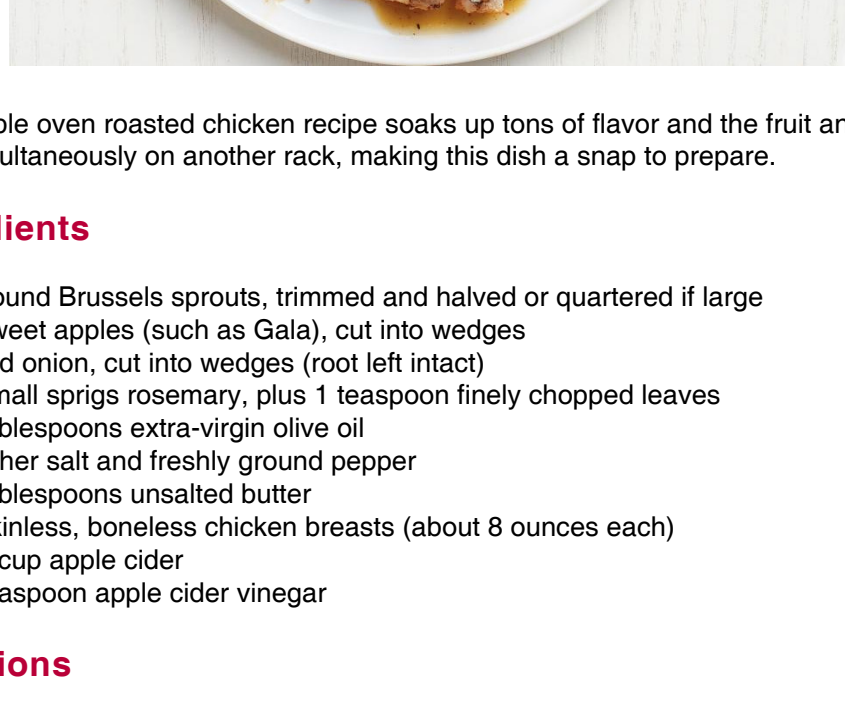 ple oven roasted chicken recipe soaks up tons of flavor and the fruit an
ultaneously on another rack, making this dish a snap to prepare.
lients
ound Brussels sprouts, trimmed and halved or quartered if large
weet apples (such as Gala), cut into wedges
d onion, cut into wedges (root left intact)
mall sprigs rosemary, plus 1 teaspoon finely chopped leaves
blespoons extra-virgin olive oil
her salt and freshly ground pepper
blespoons unsalted butter
kinless, boneless chicken breasts (about 8 ounces each)
cup apple cider
aspoon apple cider vinegar
ions